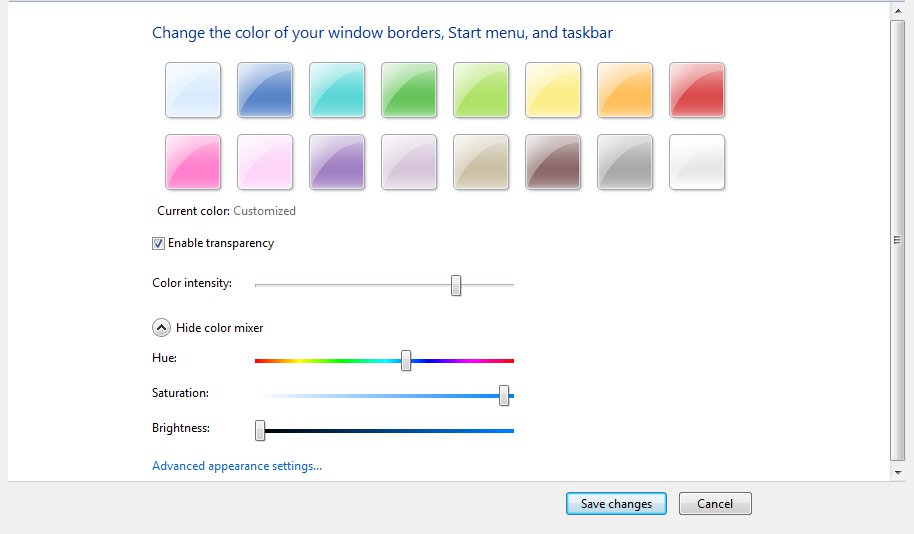 Change the color of your window borders, Start menu, and taskbar
Current color: Customized
Enable transparency
Color intensity:
Hide color mixer
Hue:
Saturation:
Brightness:
Advanced appearance settings...
Save changes
Cancel